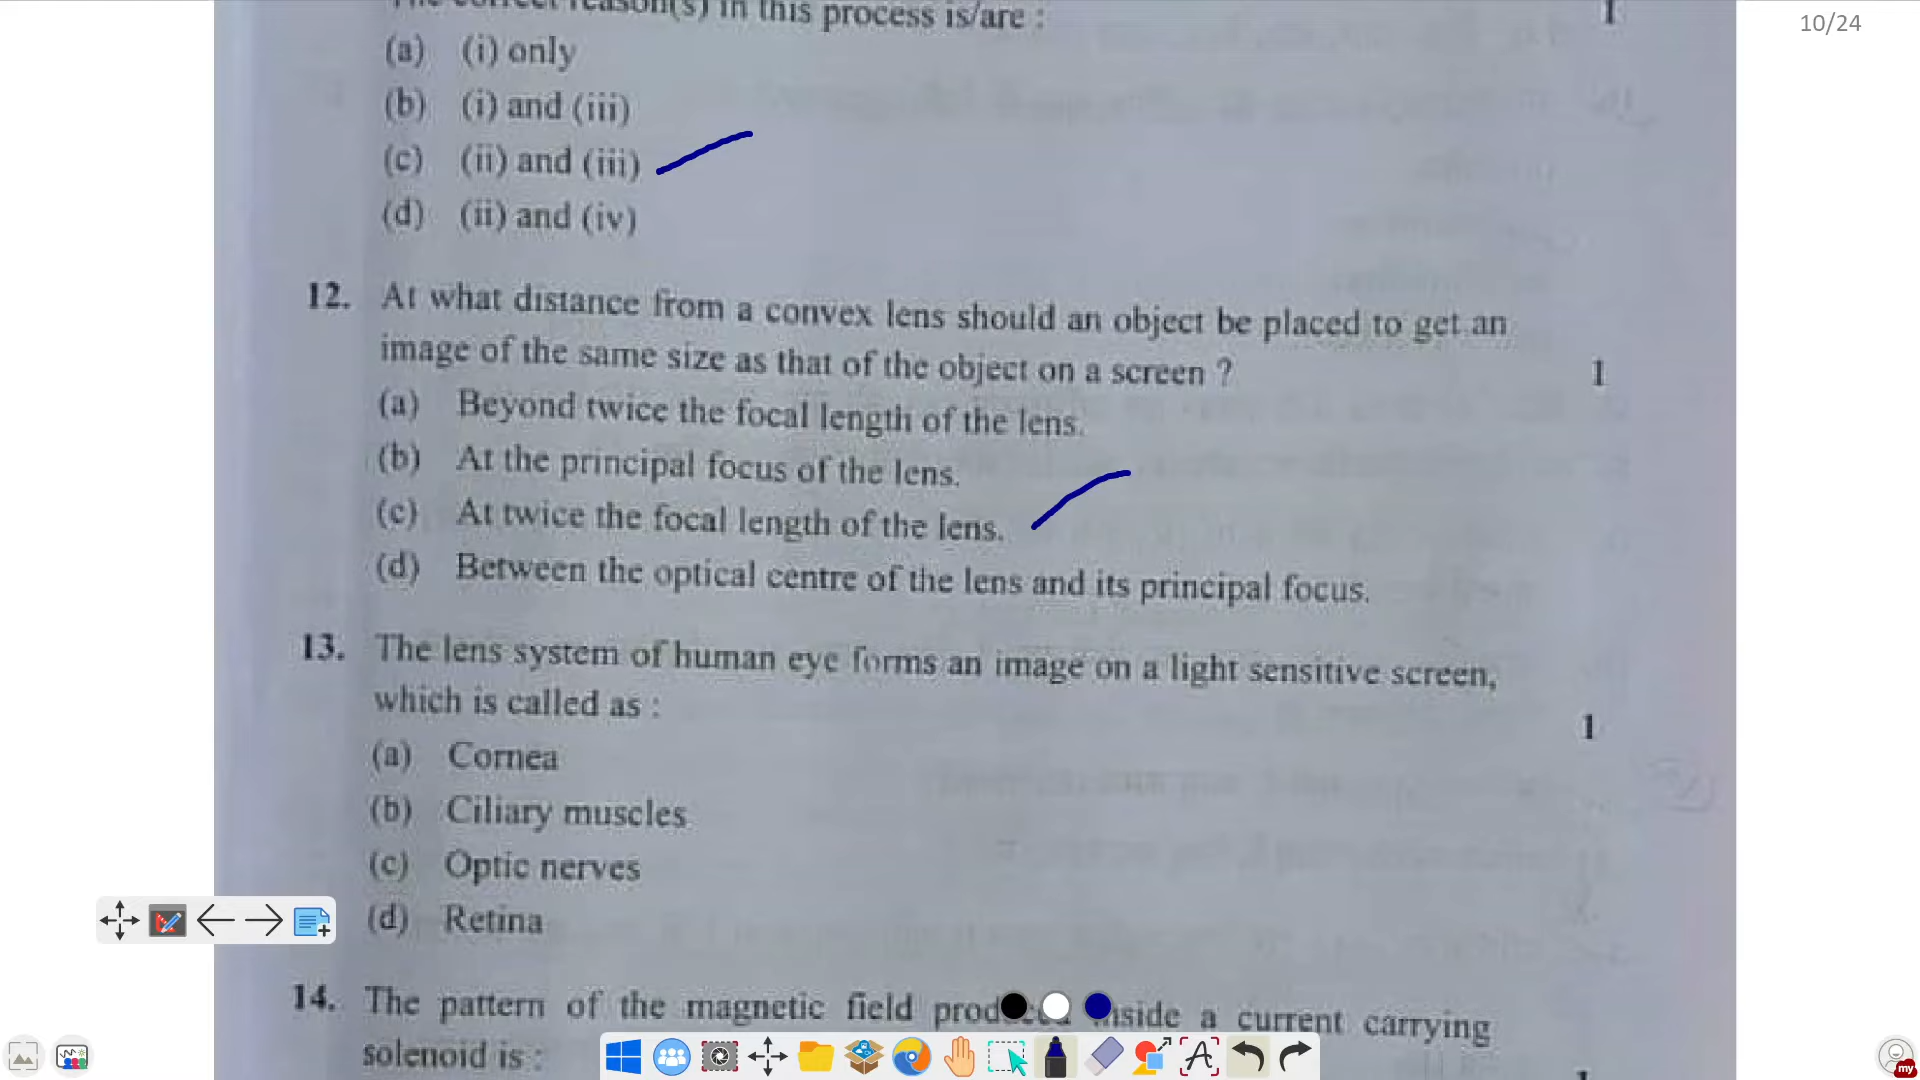 10/24
The correct reason(s) in this process is/are : 1
(a) (i) only
(b) (i) and (iii)
(c) (ii) and (iii)
(d) (ii) and (iv)
12. At what distance from a convex lens should an object be placed to get an
image of the same size as that of the object on a screen ? 1
(a) Beyond twice the focal length of the lens.
(b) At the principal focus of the lens.
(c) At twice the focal length of the lens.
(d) Between the optical centre of the lens and its principal focus.
13. The lens system of human eye forms an image on a light sensitive screen,
which is called as : 1
(a) Cornea
(b) Ciliary muscles
(c) Optic nerves
(d) Retina
14. The pattern of the magnetic field produced inside a current carrying
solenoid is :
my